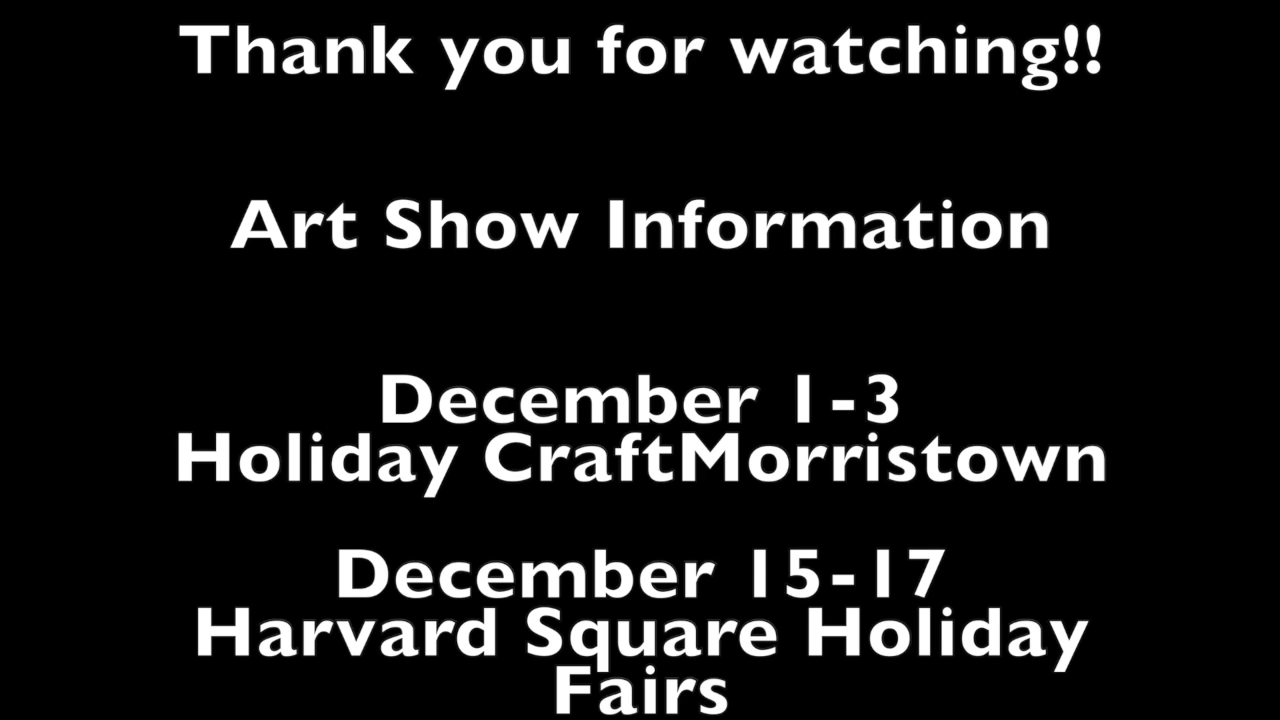 Thank you for watching!!
Art Show Information
December 1-3
Holiday CraftMorristown
December 15-17
Harvard Square Holiday
Fairs